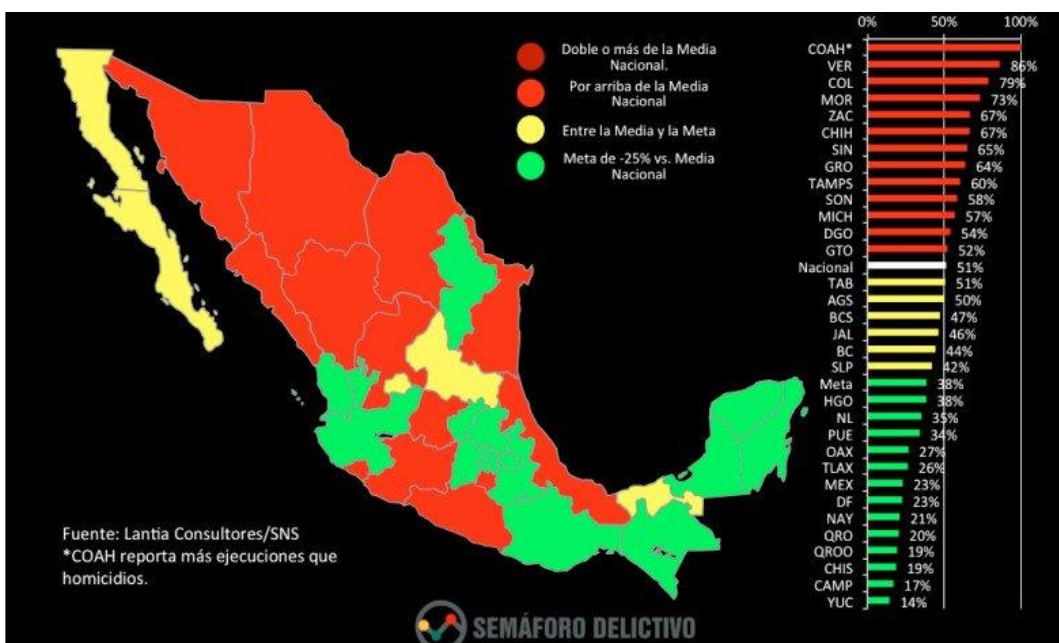 0% 50% 100%
Doble o más de la Media
Nacional.
Por arriba de la Media
Nacional
Entre la Media y la Meta
Meta de -25% vs. Media
Nacional
COAH*
VER 86%
COL 79%
MOR 73%
ZAC 67%
CHIH 67%
SIN 65%
GRO 64%
TAMPS 60%
SON 58%
MICH 57%
DGO 54%
GTO 52%
Nacional 51%
TAB 51%
AGS 50%
BCS 47%
JAL 46%
BC 44%
SLP 42%
Meta 38%
HGO 38%
NL 35%
PUE 34%
OAX 27%
TLAX 26%
MEX 23%
DF 23%
NAY 21%
QRO 20%
QROO 19%
CHIS 19%
CAMP 17%
YUC 14%
Fuente: Lantia Consultores/SNS
*COAH reporta más ejecuciones que
homicidios.
SEMÁFORO DELICTIVO